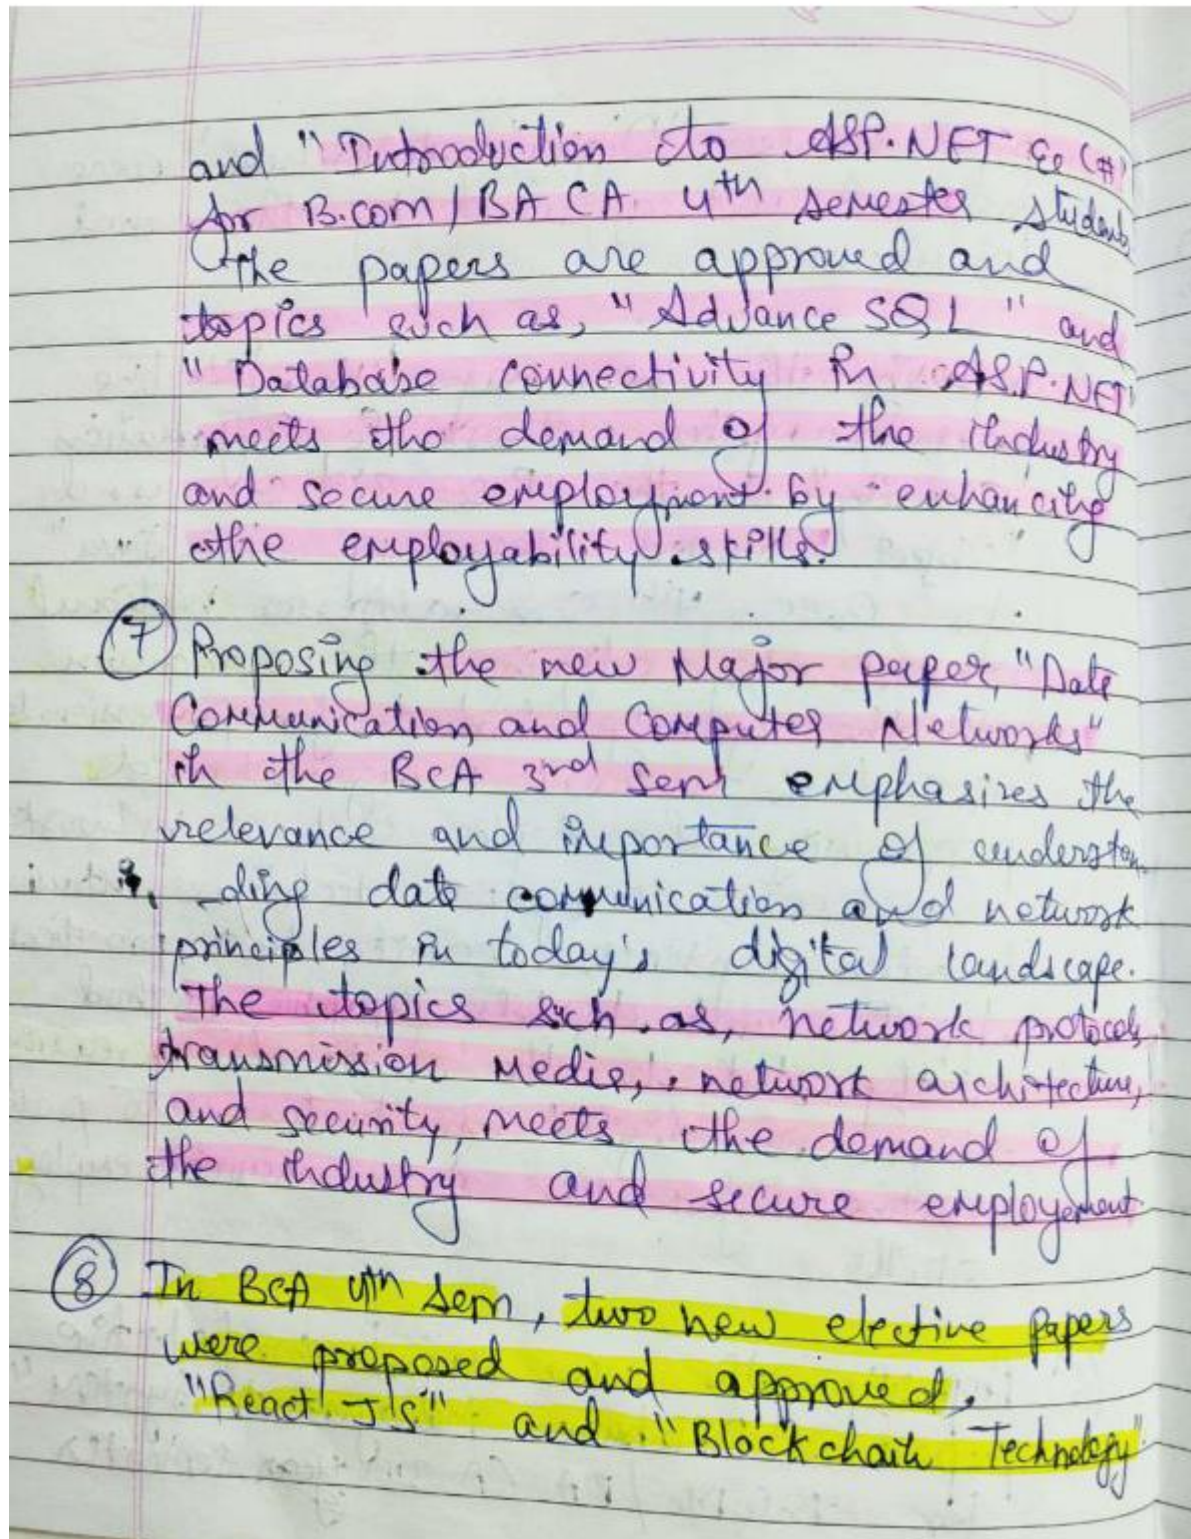 and "Introduction to ASP.NET & C#"
for B.com/BA CA 4th semester students
The papers are approved and
topics such as, "Advance SQL" and
"Database Connectivity in ASP.NET"
meets the demand of the industry
and secure employment by enhancing
the employability skills.
7 Proposing the new Major paper, "Data
Communication and Computer Networks"
in the BCA 3rd Sem emphasizes the
relevance and importance of understan-
-ding data communication and network
principles in today's digital landscape.
The topics such as, network protocols,
transmission media, network architecture,
and security, meets the demand of
the industry and secure employement
8 In BCA 4th Sem, two new elective papers
were proposed and approved,
"React JS" and "Blockchain Technology"